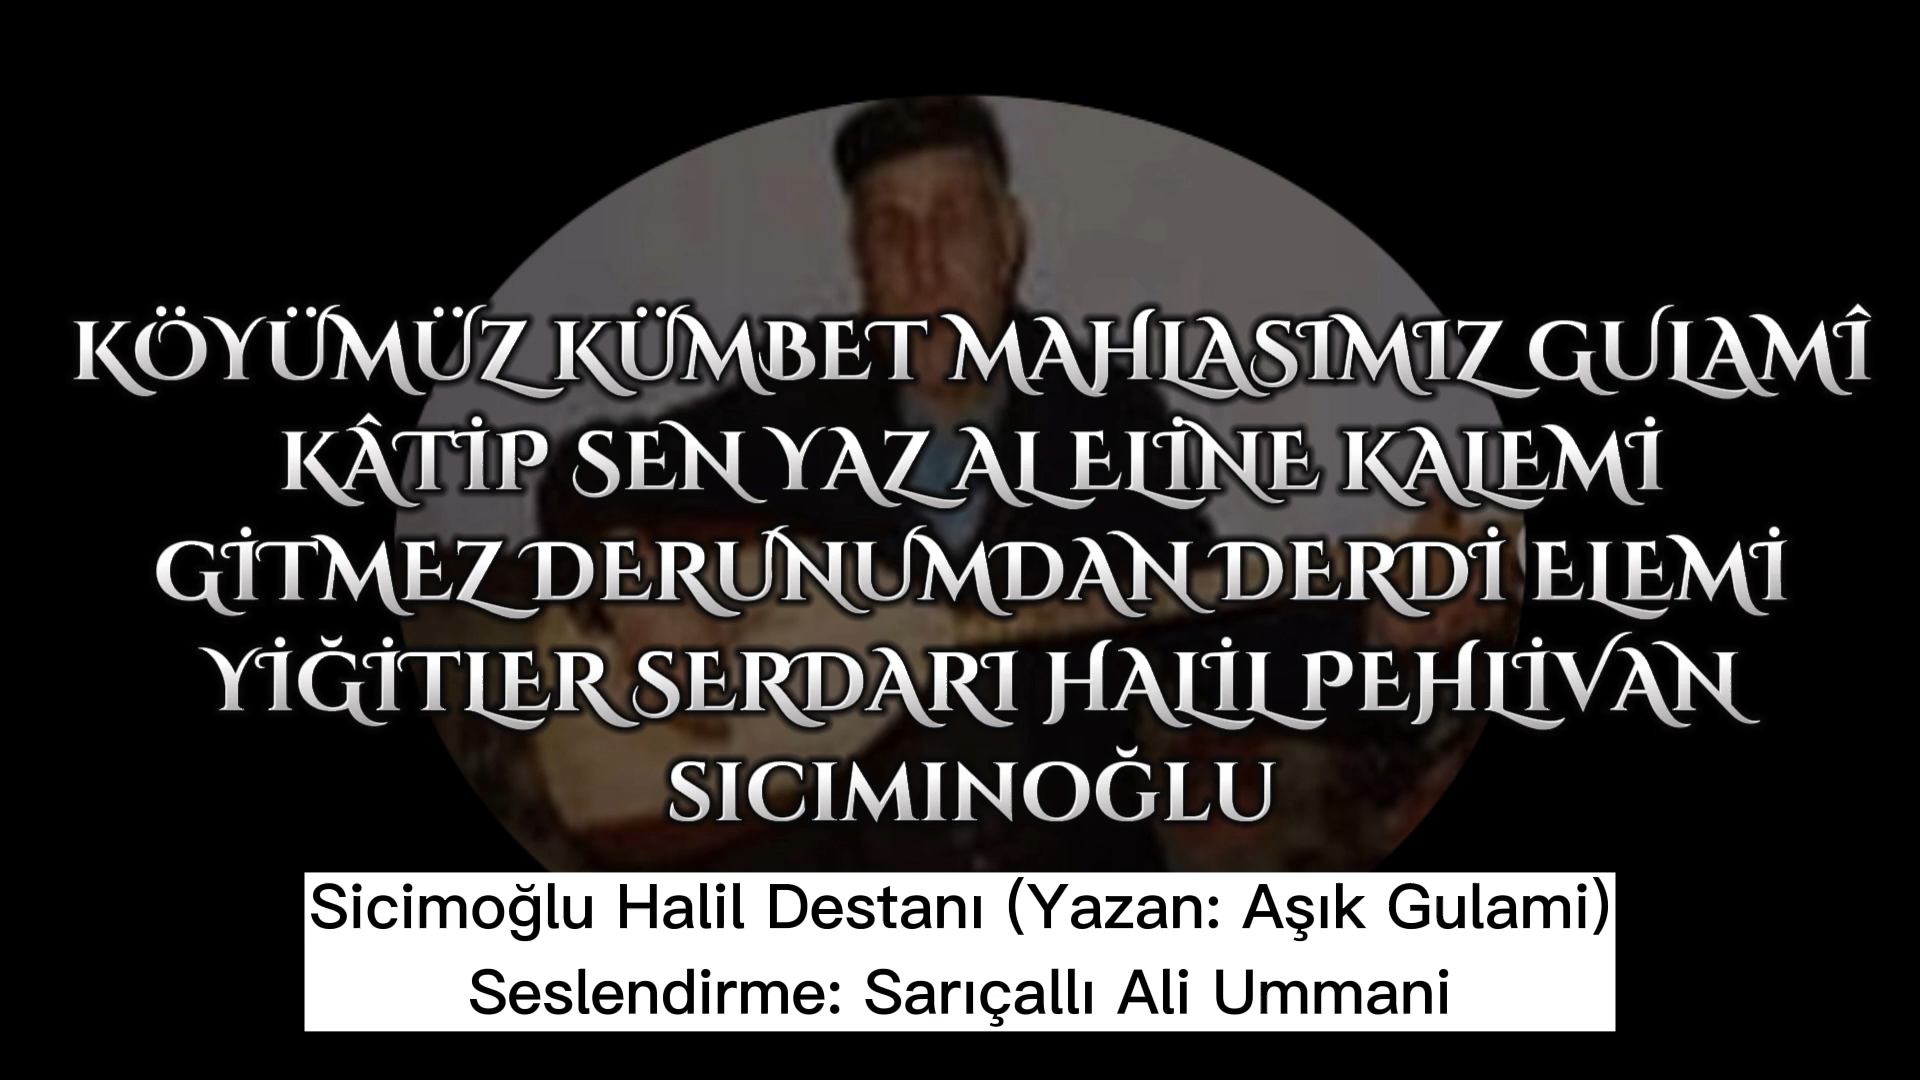 KÖYÜMÜZ KÜMBET MAHLASIMIZ GULAMÎ
KÂTİP SEN YAZ AL ELİNE KALEMİ
GİTMEZ DERUNUMDAN DERDİ ELEMİ
YİĞİTLER SERDARI HALİL PEHLİVAN
SICIMINOĞLU
Sicimoğlu Halil Destanı (Yazan: Aşık Gulami)
Seslendirme: Sarıçallı Ali Ummani